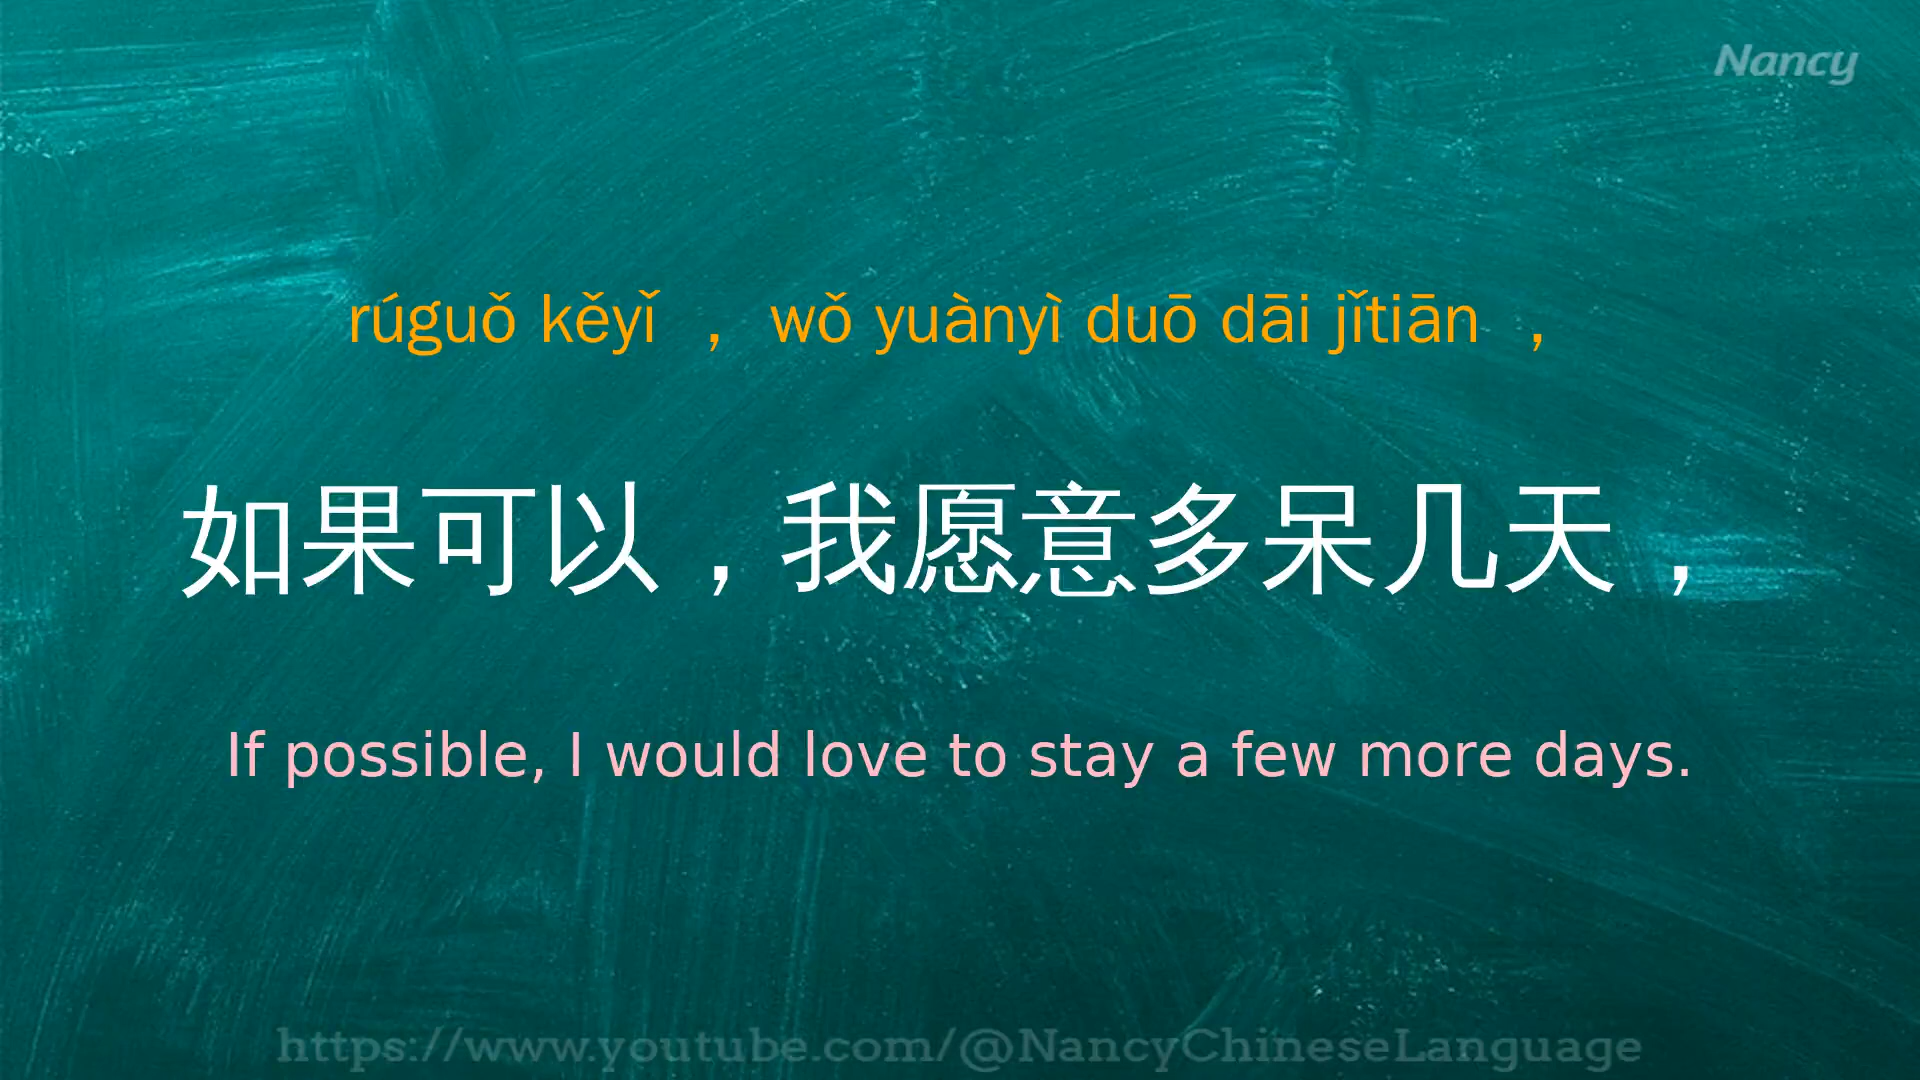 Nancy
rúguǒ kěyǐ ，wǒ yuànyì duō dāi jǐtiān ，
如果可以，我愿意多呆几天，
If possible, I would love to stay a few more days.
https://www.youtube.com/@NancyChineseLanguage